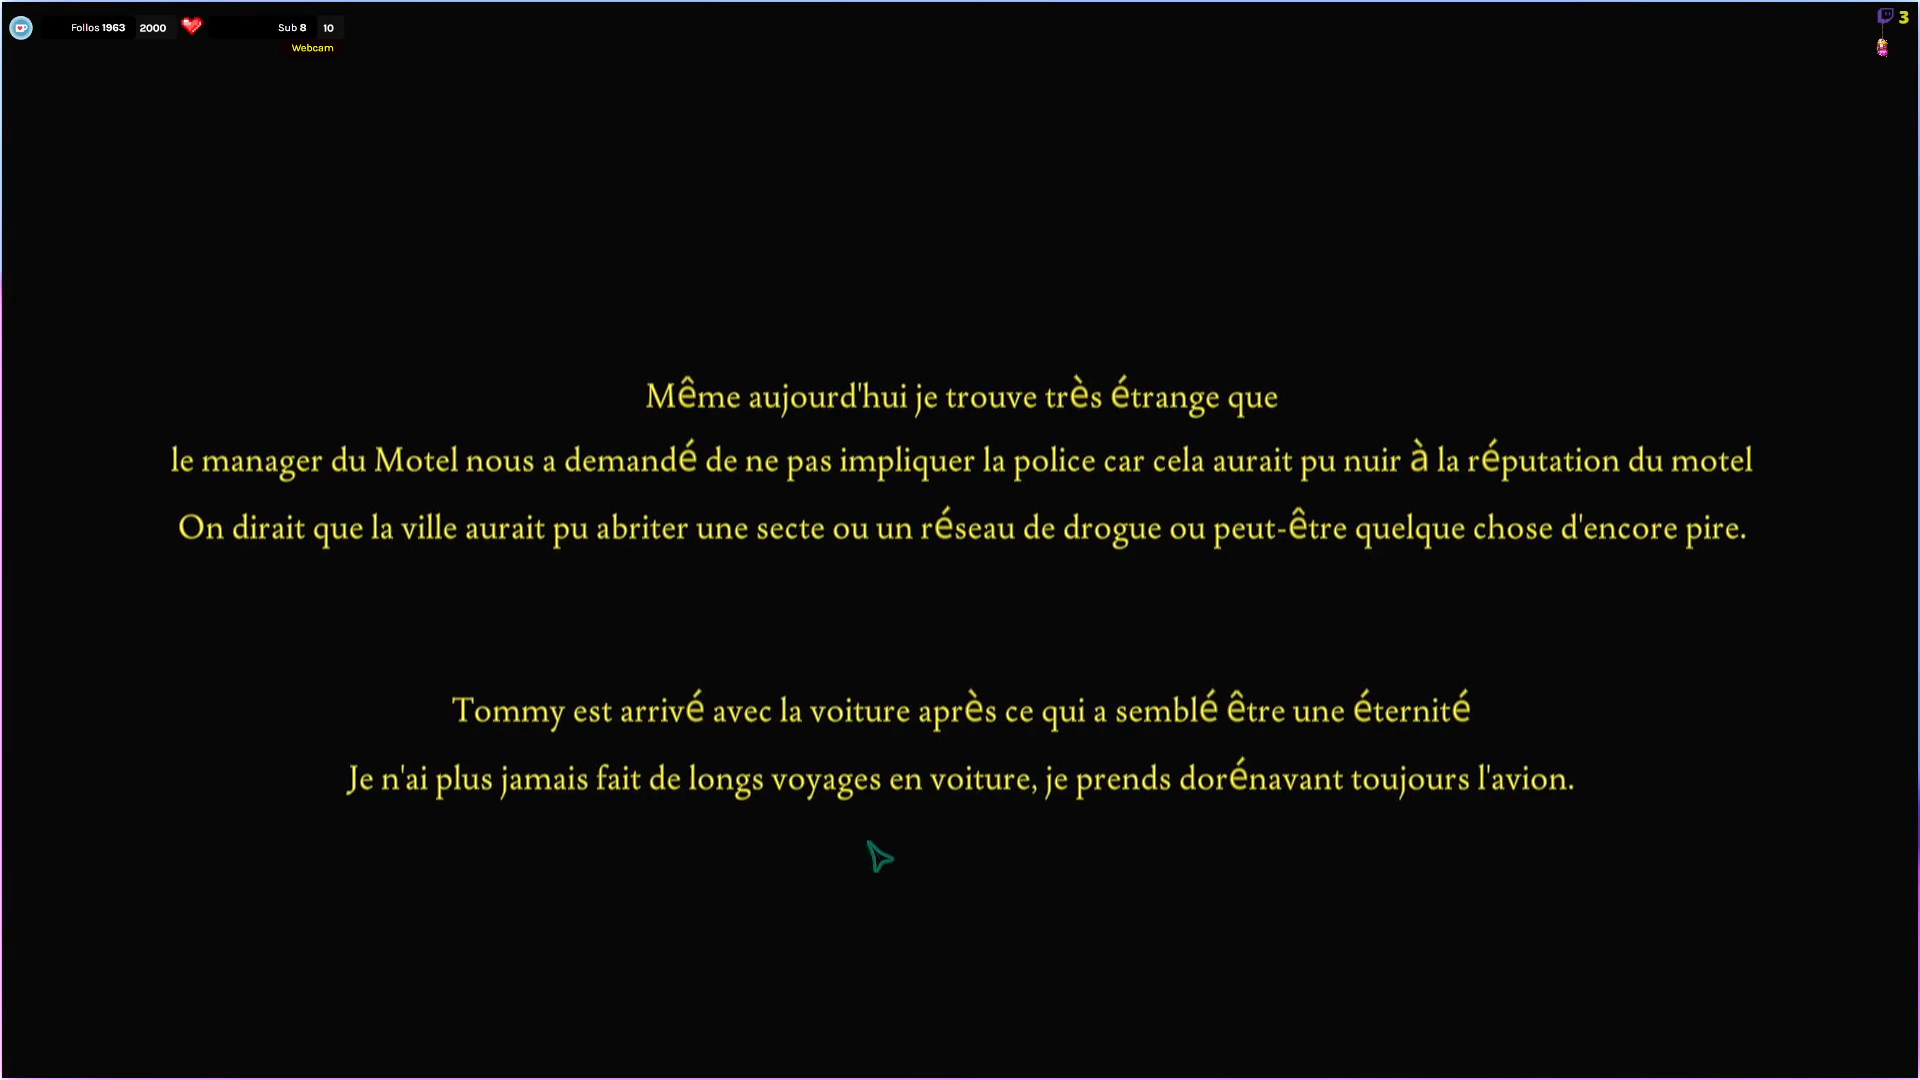 Follos 1963 2000 Sub 8 10 3
Webcam
Même aujourd'hui je trouve très étrange que
le manager du Motel nous a demandé de ne pas impliquer la police car cela aurait pu nuir à la réputation du motel
On dirait que la ville aurait pu abriter une secte ou un réseau de drogue ou peut-être quelque chose d'encore pire.
Tommy est arrivé avec la voiture après ce qui a semblé être une éternité
Je n'ai plus jamais fait de longs voyages en voiture, je prends dorénavant toujours l'avion.